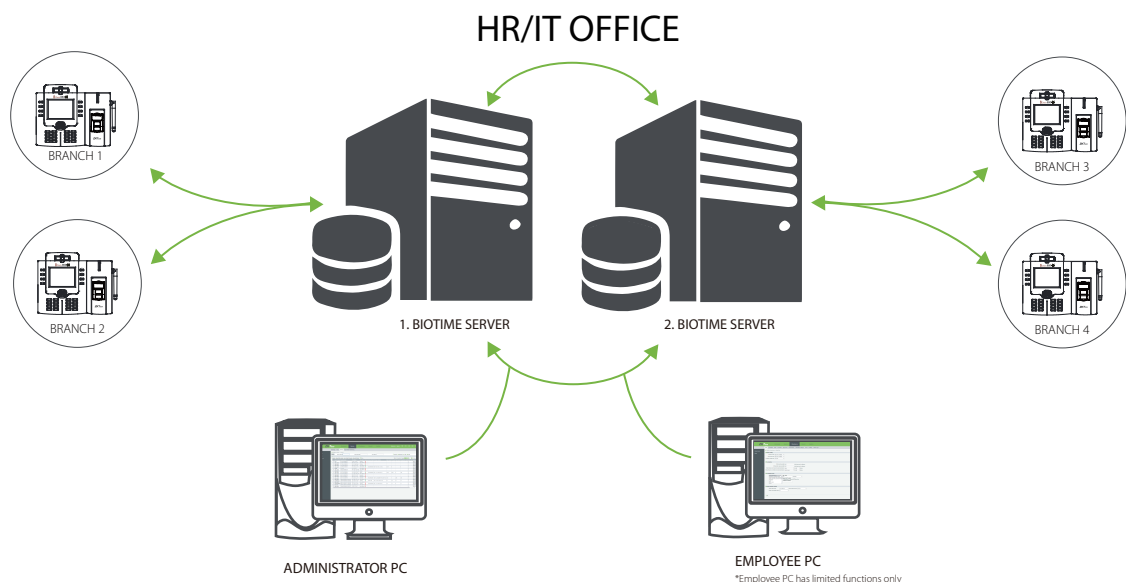 HR/IT OFFICE
BRANCH 1
BRANCH 3
BRANCH 2
BRANCH 4
1. BIOTIME SERVER
2. BIOTIME SERVER
ADMINISTRATOR PC
EMPLOYEE PC
*Employee PC has limited functions only